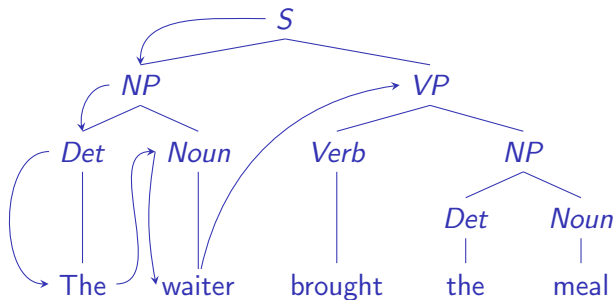 S
NP VP
Det Noun Verb NP
Det Noun
The waiter brought the meal